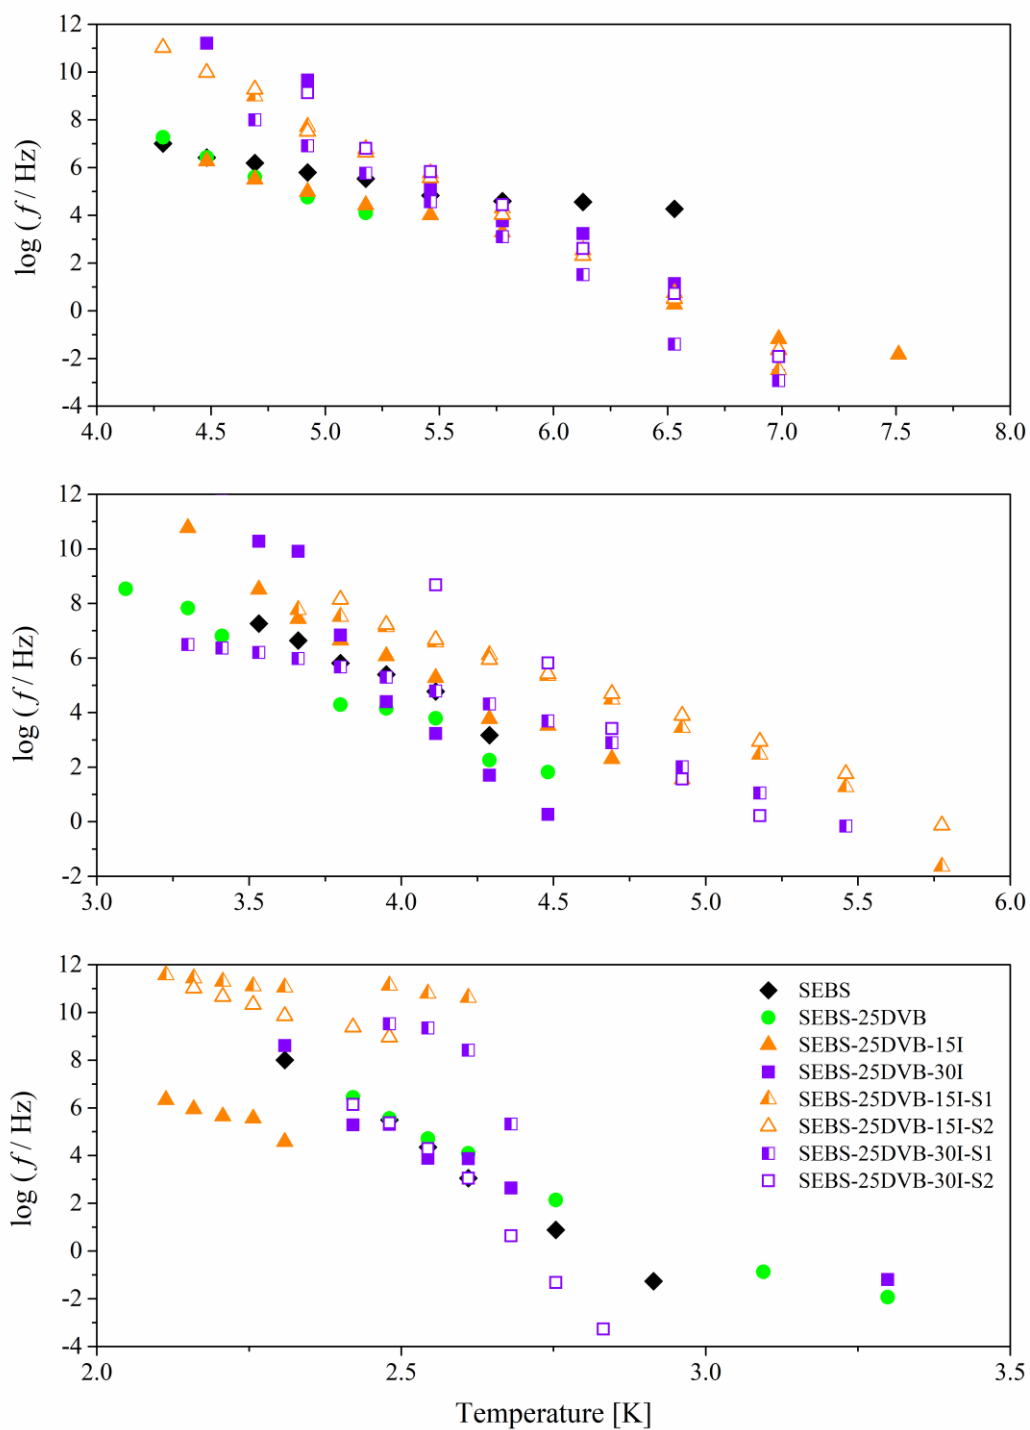 12
10
8
6
4
2
0
-2
-4
log (f / Hz)
4.0 4.5 5.0 5.5 6.0 6.5 7.0 7.5 8.0
12
10
8
6
4
2
0
-2
log (f / Hz)
3.0 3.5 4.0 4.5 5.0 5.5 6.0
12
10
8
6
4
2
0
-2
-4
log (f / Hz)
SEBS
SEBS-25DVB
SEBS-25DVB-15I
SEBS-25DVB-30I
SEBS-25DVB-15I-S1
SEBS-25DVB-15I-S2
SEBS-25DVB-30I-S1
SEBS-25DVB-30I-S2
2.0 2.5 3.0 3.5
Temperature [K]